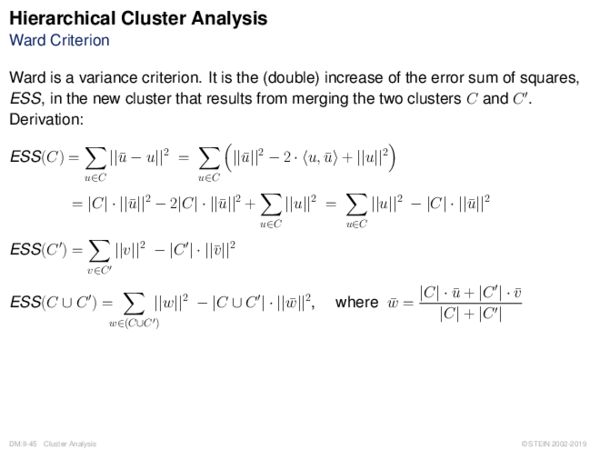 Hierarchical Cluster Analysis
Ward Criterion
Ward is a variance criterion. It is the (double) increase of the error sum of squares,
ESS, in the new cluster that results from merging the two clusters C and C′.
Derivation:
ESS(C) = ∑_{u∈C} ||ū − u||² = ∑_{u∈C} (||ū||² − 2 · ⟨u, ū⟩ + ||u||²)
= |C| · ||ū||² − 2|C| · ||ū||² + ∑_{u∈C} ||u||² = ∑_{u∈C} ||u||² − |C| · ||ū||²
ESS(C′) = ∑_{v∈C′} ||v||² − |C′| · ||v̄||²
ESS(C ∪ C′) = ∑_{w∈(C∪C′)} ||w||² − |C ∪ C′| · ||w̄||², where w̄ = (|C| · ū + |C′| · v̄) / (|C| + |C′|)
DM:II-45 Cluster Analysis
© STEIN 2002-2019